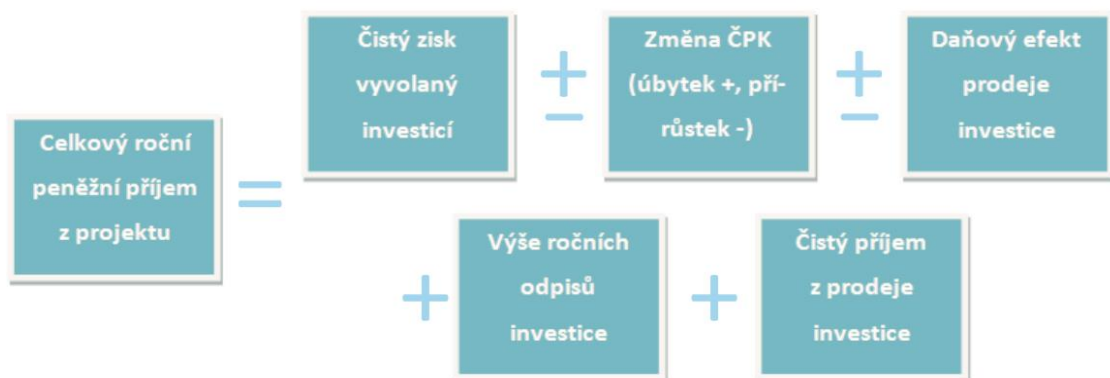 Celkový roční
peněžní příjem
z projektu
=
Čistý zisk
vyvolaný
investicí
+
−
Změna ČPK
(úbytek +, pří-
růstek -)
+
−
Daňový efekt
prodeje
investice
+
Výše ročních
odpisů
investice
+
Čistý příjem
z prodeje
investice